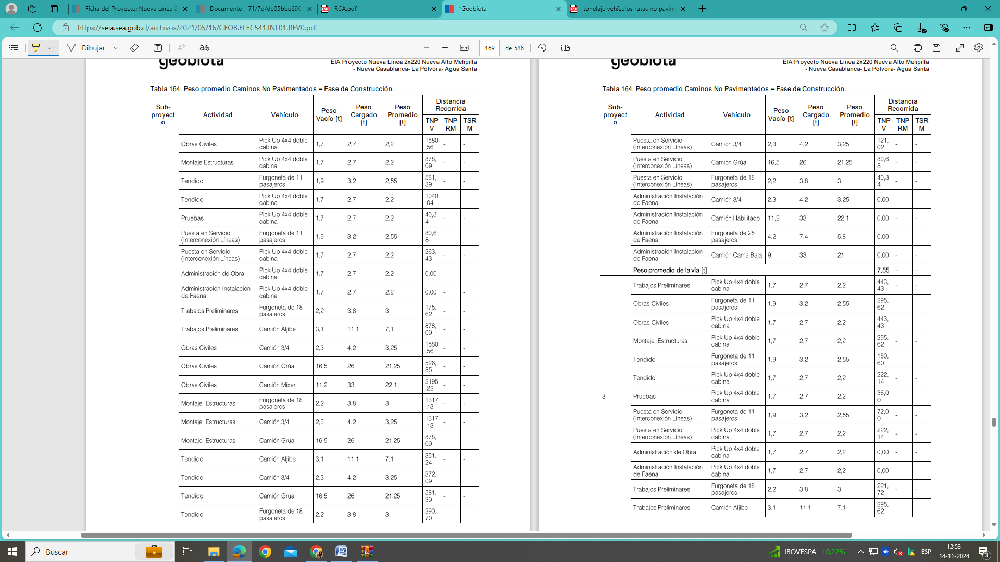 Ficha del Proyecto: Nueva Línea 2
Documento - 71/7d/de05bbe696
RCA.pdf
*Geobiota
tonelaje vehículos rutas no pavim
https://seia.sea.gob.cl/archivos/2021/05/16/GEOB.ELEC541.INF01.REV0.pdf
Dibujar
469 de 586
geobiota
EIA Proyecto Nueva Línea 2x220 Nueva Alto Melipilla
- Nueva Casablanca- La Pólvora- Agua Santa
Tabla 164. Peso promedio Caminos No Pavimentados – Fase de Construcción.
Sub-proyecto Actividad Vehículo Peso Vacío [t] Peso Cargado [t] Peso Promedio [t] Distancia Recorrida TNPV TNPRM TSRM
Obras Civiles Pick Up 4x4 doble cabina 1,7 2,7 2,2 1580,56 - -
Montaje Estructuras Pick Up 4x4 doble cabina 1,7 2,7 2,2 878,09 - -
Tendido Furgoneta de 11 pasajeros 1,9 3,2 2,55 581,39 - -
Tendido Pick Up 4x4 doble cabina 1,7 2,7 2,2 1040,04 - -
Pruebas Pick Up 4x4 doble cabina 1,7 2,7 2,2 40,34 - -
Puesta en Servicio (Interconexión Líneas) Furgoneta de 11 pasajeros 1,9 3,2 2,55 80,68 - -
Puesta en Servicio (Interconexión Líneas) Pick Up 4x4 doble cabina 1,7 2,7 2,2 263,43 - -
Administración de Obra Pick Up 4x4 doble cabina 1,7 2,7 2,2 0,00 - -
Administración Instalación de Faena Pick Up 4x4 doble cabina 1,7 2,7 2,2 0,00 - -
Trabajos Preliminares Furgoneta de 18 pasajeros 2,2 3,8 3 175,62 - -
Trabajos Preliminares Camión Aljibe 3,1 11,1 7,1 878,09 - -
Obras Civiles Camión 3/4 2,3 4,2 3,25 1580,56 - -
Obras Civiles Camión Grúa 16,5 26 21,25 526,85 - -
Obras Civiles Camión Mixer 11,2 33 22,1 2195,22 - -
Montaje Estructuras Furgoneta de 18 pasajeros 2,2 3,8 3 1317,13 - -
Montaje Estructuras Camión 3/4 2,3 4,2 3,25 1317,13 - -
Montaje Estructuras Camión Grúa 16,5 26 21,25 878,09 - -
Tendido Camión Aljibe 3,1 11,1 7,1 351,24 - -
Tendido Camión 3/4 2,3 4,2 3,25 872,09 - -
Tendido Camión Grúa 16,5 26 21,25 581,39 - -
Tendido Furgoneta de 18 pasajeros 2,2 3,8 3 290,70 - -
geobiota
EIA Proyecto Nueva Línea 2x220 Nueva Alto Melipilla
- Nueva Casablanca- La Pólvora- Agua Santa
Tabla 164. Peso promedio Caminos No Pavimentados – Fase de Construcción.
Sub-proyecto Actividad Vehículo Peso Vacío [t] Peso Cargado [t] Peso Promedio [t] Distancia Recorrida TNPV TNPRM TSRM
Puesta en Servicio (Interconexión Líneas) Camión 3/4 2,3 4,2 3,25 121,02 - -
Puesta en Servicio (Interconexión Líneas) Camión Grúa 16,5 26 21,25 80,68 - -
Puesta en Servicio (Interconexión Líneas) Furgoneta de 18 pasajeros 2,2 3,8 3 40,34 - -
Administración Instalación de Faena Camión 3/4 2,3 4,2 3,25 0,00 - -
Administración Instalación de Faena Camión Habilitado 11,2 33 22,1 0,00 - -
Administración Instalación de Faena Furgoneta de 25 pasajeros 4,2 7,4 5,8 0,00 - -
Administración Instalación de Faena Camión Cama Baja 9 33 21 0,00 - -
Peso promedio de la vía [t] 7,55 - -
Trabajos Preliminares Pick Up 4x4 doble cabina 1,7 2,7 2,2 443,43 - -
Obras Civiles Furgoneta de 11 pasajeros 1,9 3,2 2,55 295,62 - -
Obras Civiles Pick Up 4x4 doble cabina 1,7 2,7 2,2 443,43 - -
Montaje Estructuras Pick Up 4x4 doble cabina 1,7 2,7 2,2 295,62 - -
Tendido Furgoneta de 11 pasajeros 1,9 3,2 2,55 150,60 - -
Tendido Pick Up 4x4 doble cabina 1,7 2,7 2,2 222,14 - -
3 Pruebas Pick Up 4x4 doble cabina 1,7 2,7 2,2 36,00 - -
Puesta en Servicio (Interconexión Líneas) Furgoneta de 11 pasajeros 1,9 3,2 2,55 72,00 - -
Puesta en Servicio (Interconexión Líneas) Pick Up 4x4 doble cabina 1,7 2,7 2,2 222,14 - -
Administración de Obra Pick Up 4x4 doble cabina 1,7 2,7 2,2 0,00 - -
Administración Instalación de Faena Pick Up 4x4 doble cabina 1,7 2,7 2,2 0,00 - -
Trabajos Preliminares Furgoneta de 18 pasajeros 2,2 3,8 3 221,72 - -
Trabajos Preliminares Camión Aljibe 3,1 11,1 7,1 295,62 - -
Buscar
IBOVESPA +0,22%
ESP
12:53
14-11-2024
3